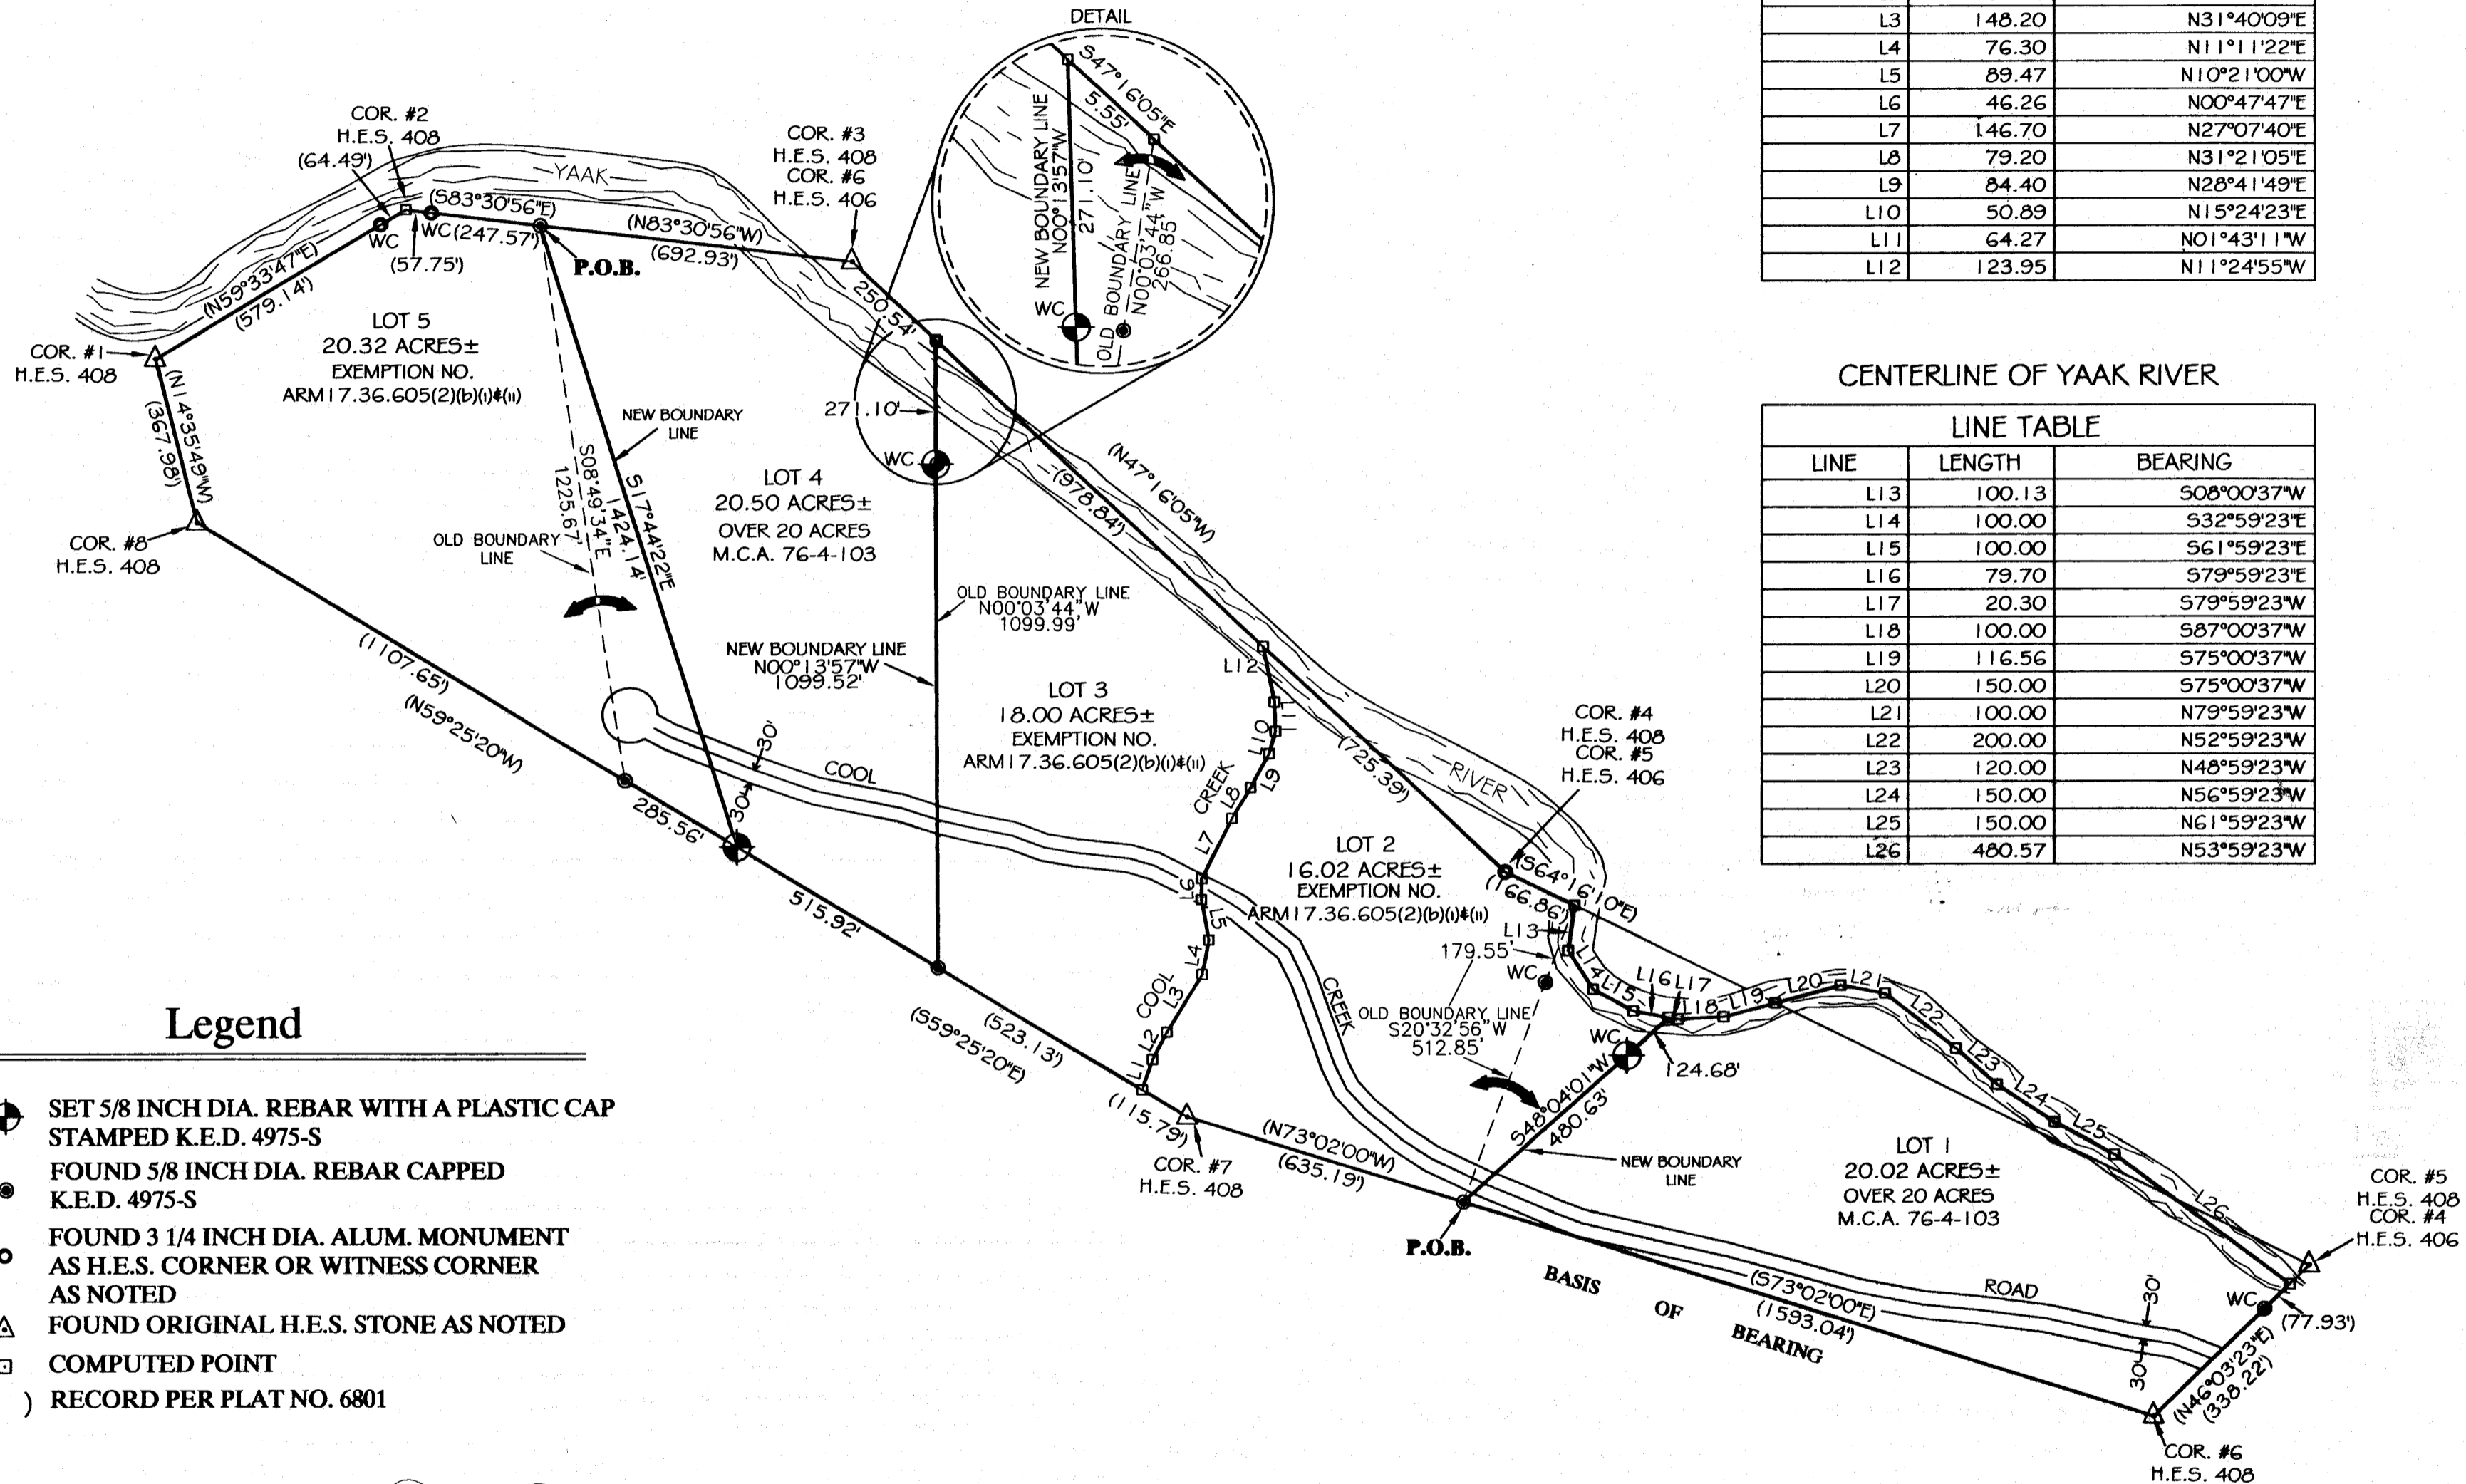 DETAIL
S47°16'05"E
5.55'
NEW BOUNDARY LINE
N00°13'57"W
271.10'
OLD BOUNDARY LINE
N00°03'44"W
266.85'
WC
COR. #2
H.E.S. 408
(64.49')
YAAK
COR. #3
H.E.S. 408
COR. #6
H.E.S. 406
(S83°30'56"E)
WC
WC
(247.57')
(57.75')
P.O.B.
(N83°30'56"W)
(692.93')
(N59°33'47"E)
(579.14')
250.54'
COR. #1
H.E.S. 408
LOT 5
20.32 ACRES±
EXEMPTION NO.
ARM17.36.605(2)(b)(i)&(ii)
(N14°35'49"W)
(367.98')
COR. #8
H.E.S. 408
NEW BOUNDARY
LINE
S08°49'34"E
1225.67'
S17°44'22"E
1424.14'
OLD BOUNDARY
LINE
271.10'
WC
LOT 4
20.50 ACRES±
OVER 20 ACRES
M.C.A. 76-4-103
(N47°16'05"W)
(978.84')
OLD BOUNDARY LINE
N00°03'44"W
1099.99'
NEW BOUNDARY LINE
N00°13'57"W
1099.52'
(1107.65')
(N59°25'20"W)
285.56'
30'
30'
COOL
515.92'
LOT 3
18.00 ACRES±
EXEMPTION NO.
ARM17.36.605(2)(b)(i)&(ii)
L12
L11
L10
L9
L8
CREEK
L7
L6
L5
L4
L3
COOL
L2
L1
(725.39')
RIVER
COR. #4
H.E.S. 408
COR. #5
H.E.S. 406
(S64°16'10"E)
(166.86')
LOT 2
16.02 ACRES±
EXEMPTION NO.
ARM17.36.605(2)(b)(i)&(ii)
L13
179.55'
WC
L14
L15
L16
L17
L18
L19
L20
L21
L22
L23
L24
L25
L26
CREEK
OLD BOUNDARY LINE
S20°32'56"W
512.85'
WC
124.68'
S48°04'01"W
480.63'
NEW BOUNDARY
LINE
(523.13')
(S59°25'20"E)
(115.79')
COR. #7
H.E.S. 408
(N73°02'00"W)
(635.19')
P.O.B.
LOT 1
20.02 ACRES±
OVER 20 ACRES
M.C.A. 76-4-103
COR. #5
H.E.S. 408
COR. #4
H.E.S. 406
BASIS OF BEARING
(S73°02'00"E)
(1593.04')
ROAD
30'
30'
WC
(77.93')
(N46°03'23"E)
(338.22')
COR. #6
H.E.S. 408
L3 148.20 N31°40'09"E
L4 76.30 N11°11'22"E
L5 89.47 N10°21'00"W
L6 46.26 N00°47'47"E
L7 146.70 N27°07'40"E
L8 79.20 N31°21'05"E
L9 84.40 N28°41'49"E
L10 50.89 N15°24'23"E
L11 64.27 N01°43'11"W
L12 123.95 N11°24'55"W
CENTERLINE OF YAAK RIVER
LINE TABLE
LINE LENGTH BEARING
L13 100.13 S08°00'37"W
L14 100.00 S32°59'23"E
L15 100.00 S61°59'23"E
L16 79.70 S79°59'23"E
L17 20.30 S79°59'23"W
L18 100.00 S87°00'37"W
L19 116.56 S75°00'37"W
L20 150.00 S75°00'37"W
L21 100.00 N79°59'23"W
L22 200.00 N52°59'23"W
L23 120.00 N48°59'23"W
L24 150.00 N56°59'23"W
L25 150.00 N61°59'23"W
L26 480.57 N53°59'23"W
Legend
SET 5/8 INCH DIA. REBAR WITH A PLASTIC CAP
STAMPED K.E.D. 4975-S
FOUND 5/8 INCH DIA. REBAR CAPPED
K.E.D. 4975-S
FOUND 3 1/4 INCH DIA. ALUM. MONUMENT
AS H.E.S. CORNER OR WITNESS CORNER
AS NOTED
FOUND ORIGINAL H.E.S. STONE AS NOTED
COMPUTED POINT
) RECORD PER PLAT NO. 6801